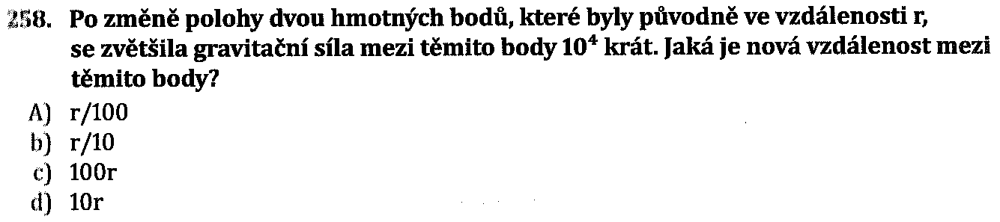 258. Po změně polohy dvou hmotných bodů, které byly původně ve vzdálenosti r,
se zvětšila gravitační síla mezi těmito body 10⁴ krát. Jaká je nová vzdálenost mezi
těmito body?
A) r/100
b) r/10
c) 100r
d) 10r